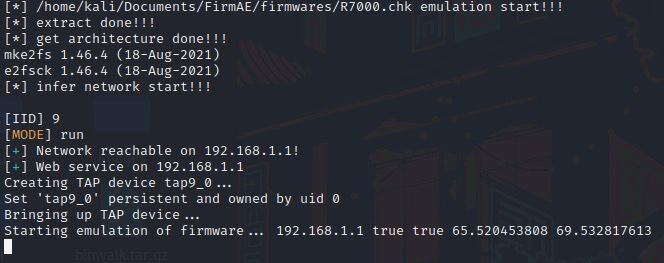 [*] /home/kali/Documents/FirmAE/firmwares/R7000.chk emulation start!!!
[*] extract done!!!
[*] get architecture done!!!
mke2fs 1.46.4 (18-Aug-2021)
e2fsck 1.46.4 (18-Aug-2021)
[*] infer network start!!!
[IID] 9
[MODE] run
[+] Network reachable on 192.168.1.1!
[+] Web service on 192.168.1.1
Creating TAP device tap9_0...
Set 'tap9_0' persistent and owned by uid 0
Bringing up TAP device...
Starting emulation of firmware... 192.168.1.1 true true 65.520453808 69.532817613
binwalk.tar.gz